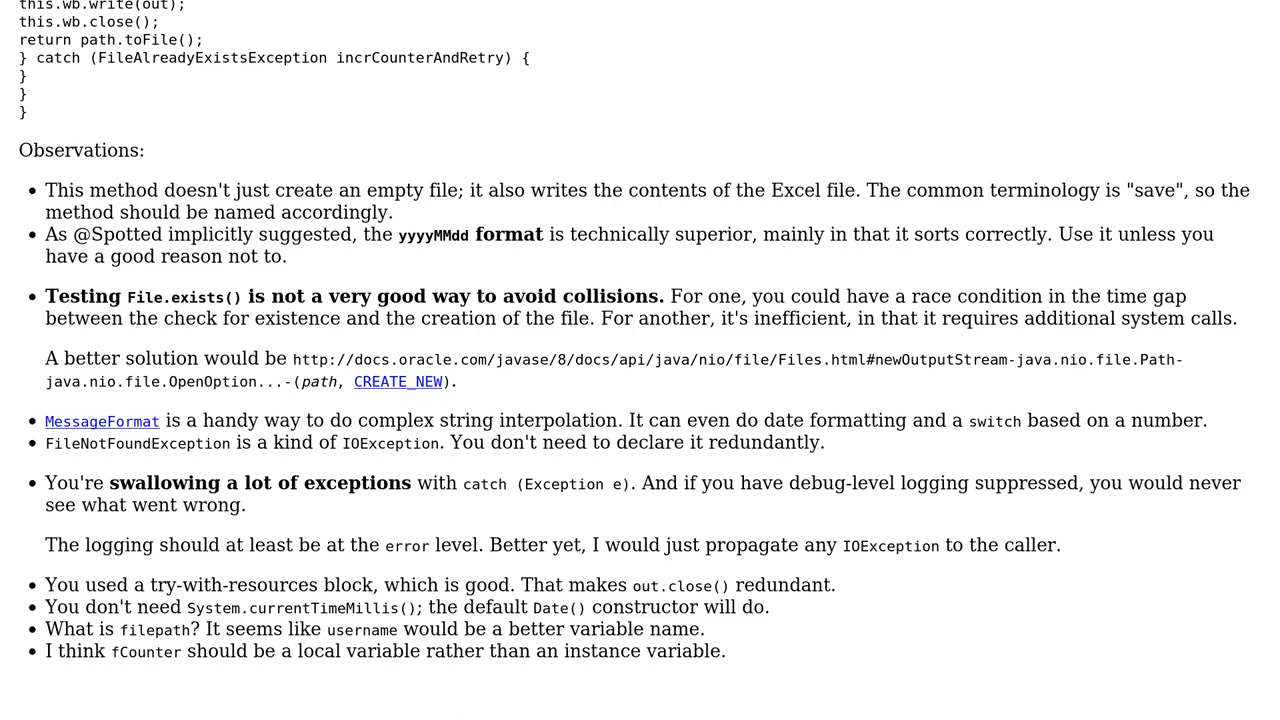 this.wb.write(out);
this.wb.close();
return path.toFile();
} catch (FileAlreadyExistsException incrCounterAndRetry) {
}
}
}
Observations:
• This method doesn't just create an empty file; it also writes the contents of the Excel file. The common terminology is "save", so the
method should be named accordingly.
• As @Spotted implicitly suggested, the yyyyMMdd format is technically superior, mainly in that it sorts correctly. Use it unless you
have a good reason not to.
• Testing File.exists() is not a very good way to avoid collisions. For one, you could have a race condition in the time gap
between the check for existence and the creation of the file. For another, it's inefficient, in that it requires additional system calls.
A better solution would be http://docs.oracle.com/javase/8/docs/api/java/nio/file/Files.html#newOutputStream-java.nio.file.Path-
java.nio.file.OpenOption...-(path, CREATE_NEW).
• MessageFormat is a handy way to do complex string interpolation. It can even do date formatting and a switch based on a number.
• FileNotFoundException is a kind of IOException. You don't need to declare it redundantly.
• You're swallowing a lot of exceptions with catch (Exception e). And if you have debug-level logging suppressed, you would never
see what went wrong.
The logging should at least be at the error level. Better yet, I would just propagate any IOException to the caller.
• You used a try-with-resources block, which is good. That makes out.close() redundant.
• You don't need System.currentTimeMillis(); the default Date() constructor will do.
• What is filepath? It seems like username would be a better variable name.
• I think fCounter should be a local variable rather than an instance variable.